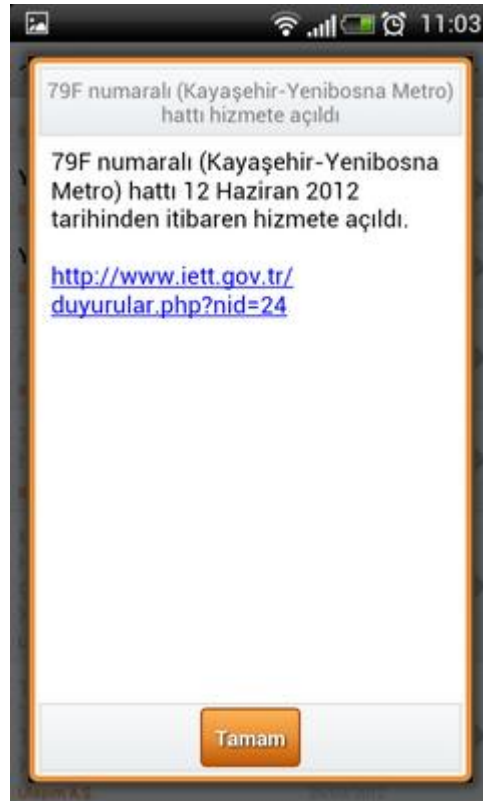 11:03
79F numaralı (Kayaşehir-Yenibosna Metro)
hattı hizmete açıldı
79F numaralı (Kayaşehir-Yenibosna
Metro) hattı 12 Haziran 2012
tarihinden itibaren hizmete açıldı.
http://www.iett.gov.tr/
duyurular.php?nid=24
Tamam